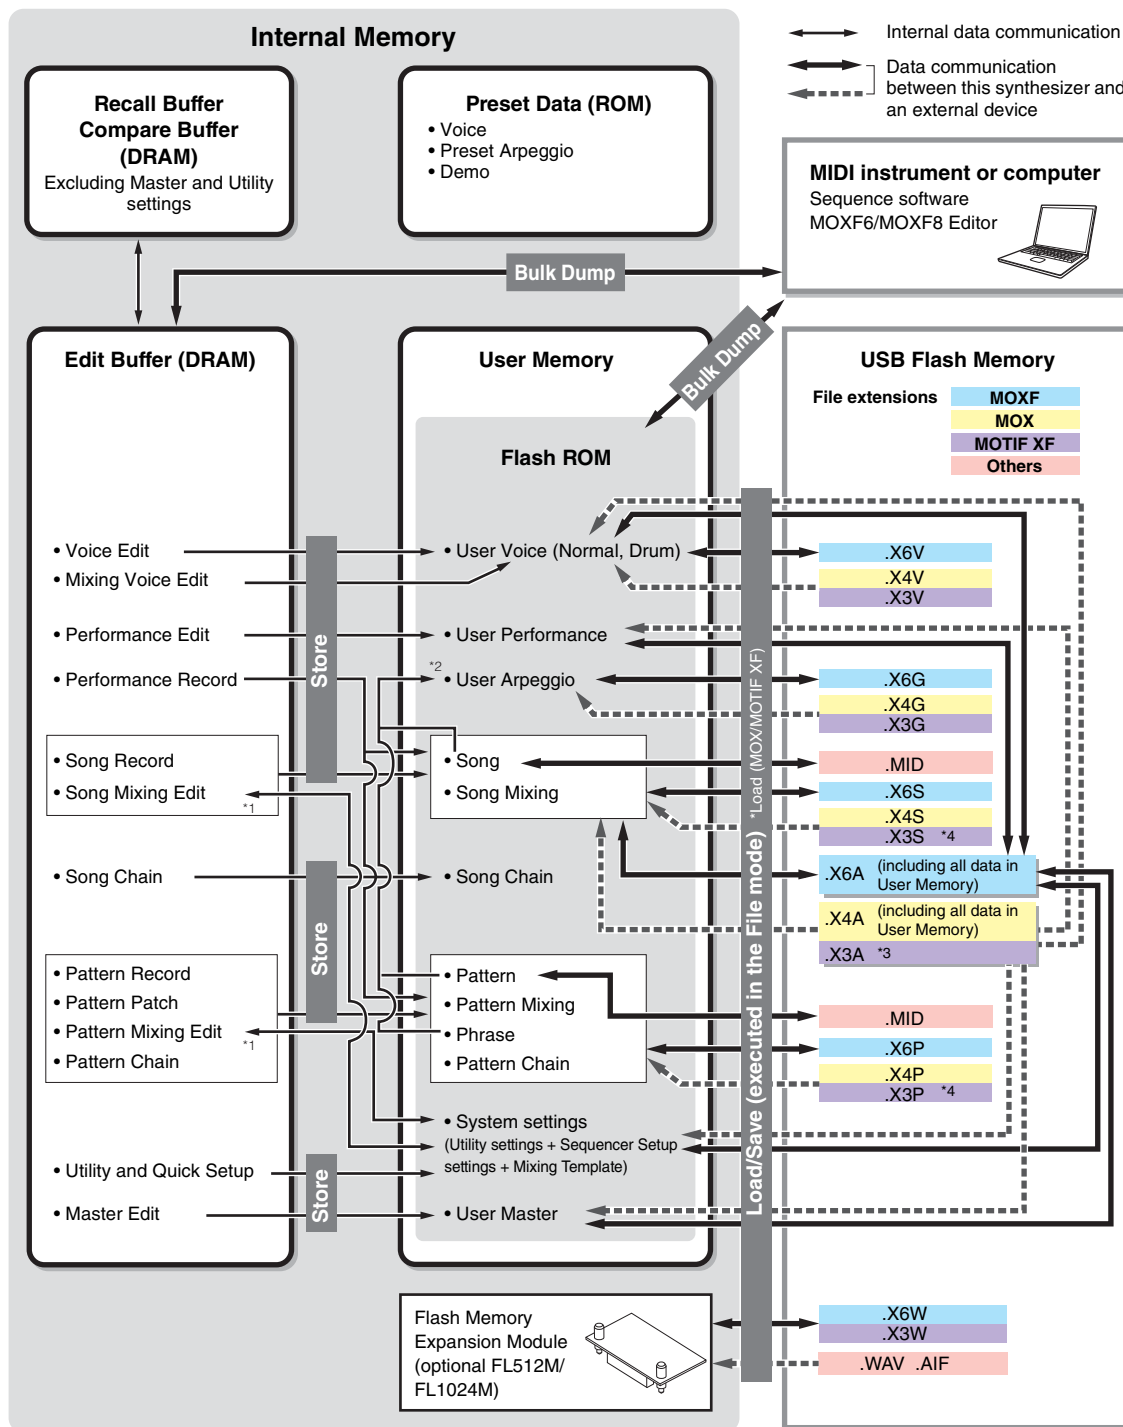 Internal Memory
Internal data communication
Data communication
between this synthesizer and
an external device
Recall Buffer
Compare Buffer
(DRAM)
Excluding Master and Utility
settings
Preset Data (ROM)
• Voice
• Preset Arpeggio
• Demo
MIDI instrument or computer
Sequence software
MOXF6/MOXF8 Editor
Bulk Dump
Bulk Dump
Edit Buffer (DRAM)
• Voice Edit
• Mixing Voice Edit
• Performance Edit
• Performance Record
• Song Record
• Song Mixing Edit
*1
• Song Chain
• Pattern Record
• Pattern Patch
• Pattern Mixing Edit
*1
• Pattern Chain
• Utility and Quick Setup
• Master Edit
Store
Store
Store
User Memory
Flash ROM
• User Voice (Normal, Drum)
• User Performance
*2
• User Arpeggio
• Song
• Song Mixing
• Song Chain
• Pattern
• Pattern Mixing
• Phrase
• Pattern Chain
• System settings
(Utility settings + Sequencer Setup
settings + Mixing Template)
• User Master
Load/Save (executed in the File mode) *Load (MOX/MOTIF XF)
USB Flash Memory
File extensions
MOXF
MOX
MOTIF XF
Others
.X6V
.X4V
.X3V
.X6G
.X4G
.X3G
.MID
.X6S
.X4S
.X3S *4
.X6A (including all data in
User Memory)
.X4A (including all data in
User Memory)
.X3A *3
.MID
.X6P
.X4P
.X3P *4
Flash Memory
Expansion Module
(optional FL512M/
FL1024M)
.X6W
.X3W
.WAV .AIF